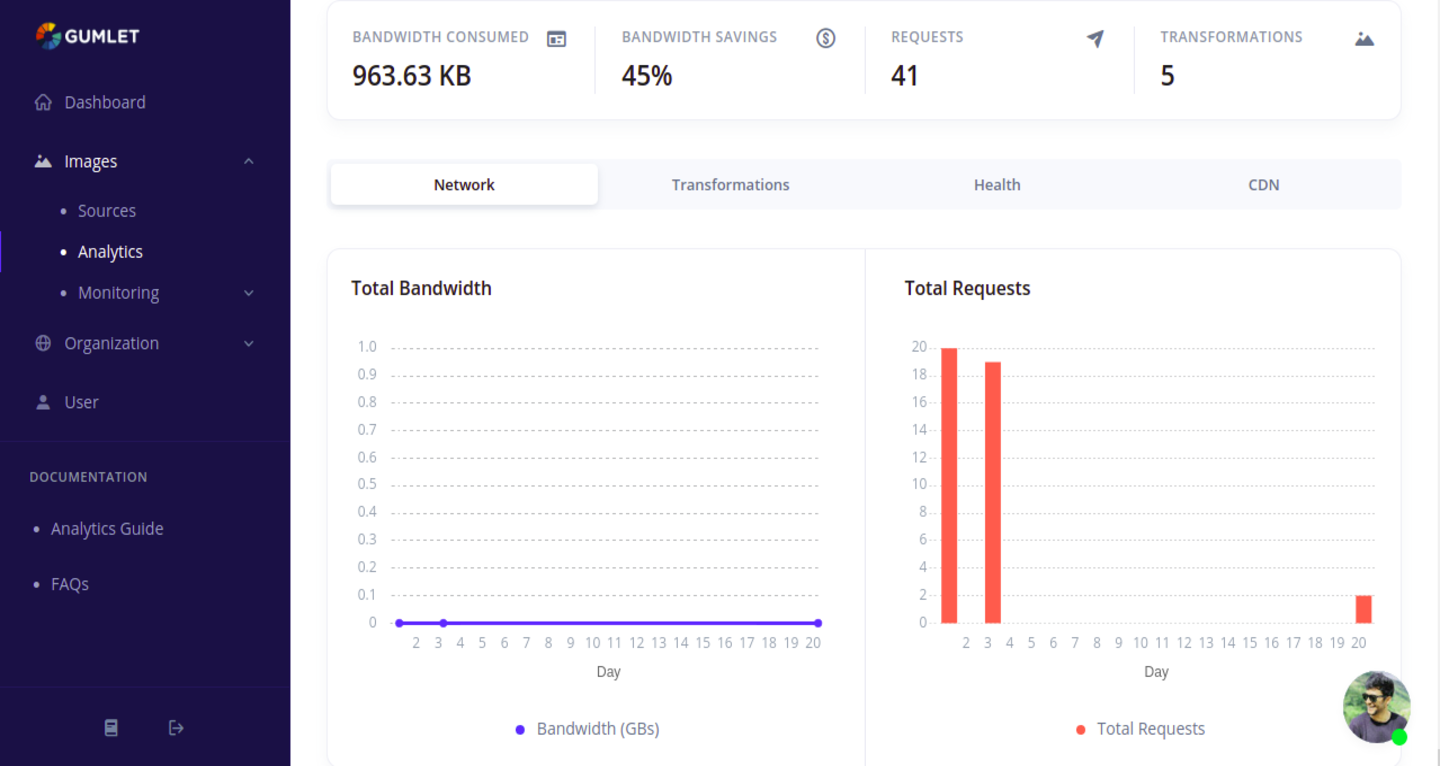 GUMLET
Dashboard
Images
Sources
Analytics
Monitoring
Organization
User
DOCUMENTATION
Analytics Guide
FAQs
BANDWIDTH CONSUMED
963.63 KB
BANDWIDTH SAVINGS
45%
REQUESTS
41
TRANSFORMATIONS
5
Network Transformations Health CDN
Total Bandwidth
1.0
0.9
0.8
0.7
0.6
0.5
0.4
0.3
0.2
0.1
0
2 3 4 5 6 7 8 9 10 11 12 13 14 15 16 17 18 19 20
Day
Bandwidth (GBs)
Total Requests
20
18
16
14
12
10
8
6
4
2
0
2 3 4 5 6 7 8 9 10 11 12 13 14 15 16 17 18 19 20
Day
Total Requests